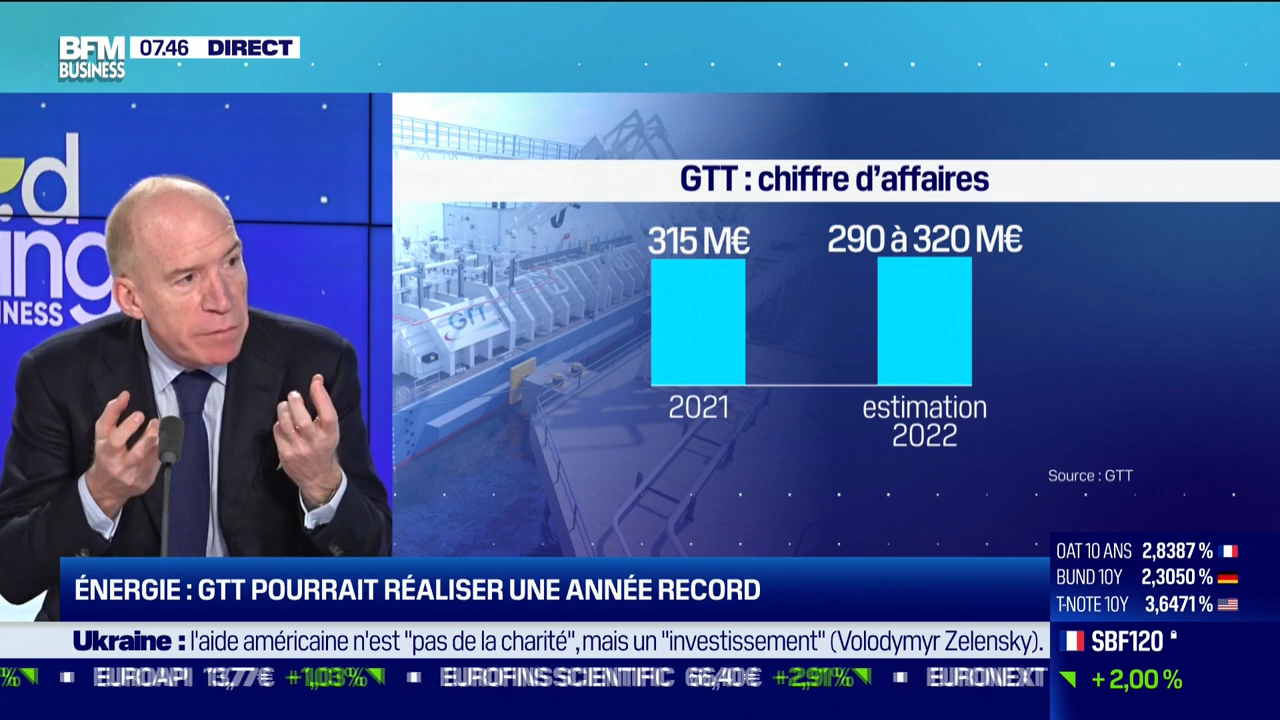 BFM
BUSINESS
07.46 DIRECT
GTT : chiffre d'affaires
315 M€
290 à 320 M€
GTT
2021
estimation
2022
Source : GTT
OAT 10 ANS 2,8387 %
BUND 10Y 2,3050 %
T-NOTE 10Y 3,6471 %
ÉNERGIE : GTT POURRAIT RÉALISER UNE ANNÉE RECORD
Ukraine : l'aide américaine n'est "pas de la charité", mais un "investissement" (Volodymyr Zelensky).
SBF120
+ 2,00 %
% EUROAPI 13,77€ +1,03% EUROFINS SCIENTIFIC 66,40€ +2,91% EURONEXT